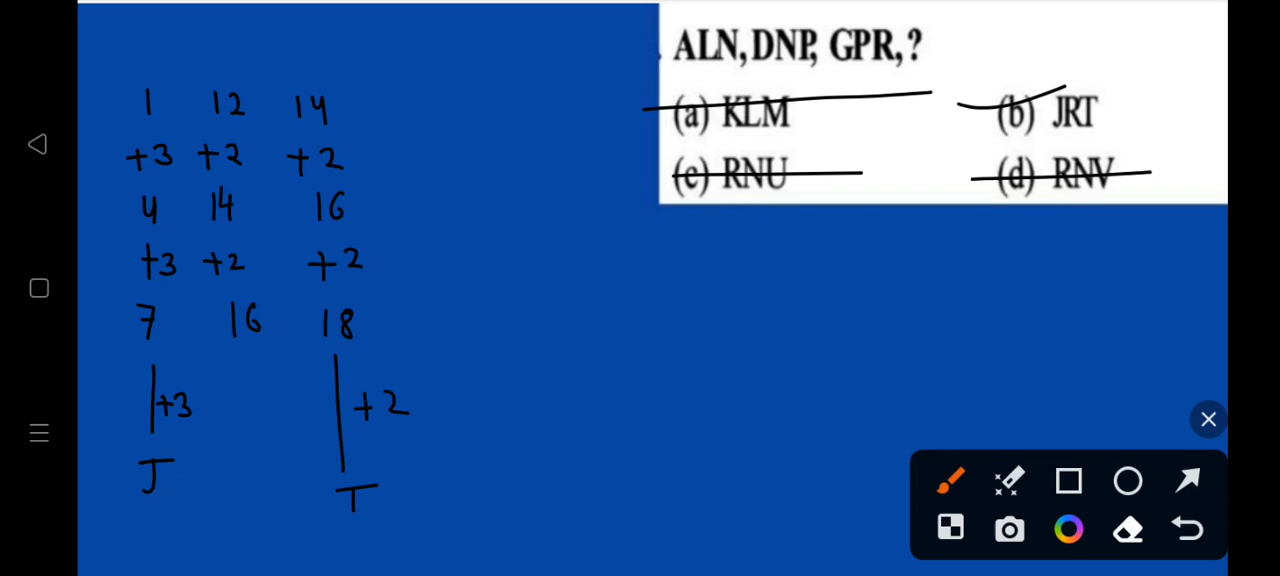 ALN, DNP, GPR, ?
(a) KLM (b) JRT
(c) RNU (d) RNV
1 12 14
+3 +2 +2
4 14 16
+3 +2 +2
7 16 18
+3 +2
J T